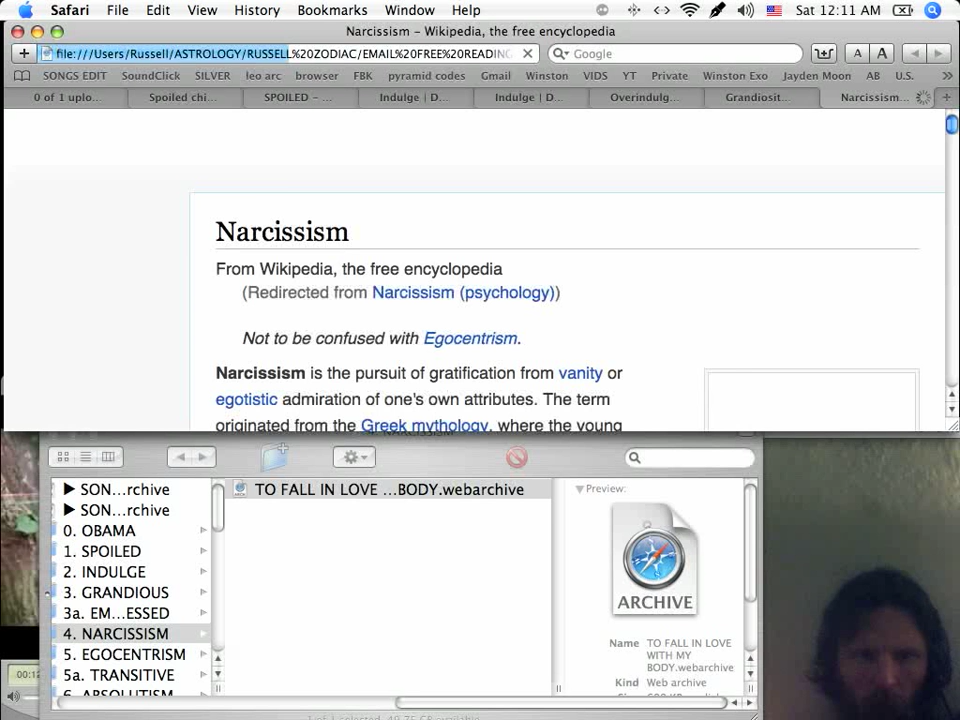 Safari File Edit View History Bookmarks Window Help Sat 12:11 AM
Narcissism – Wikipedia, the free encyclopedia
file:///Users/Russell/ASTROLOGY/RUSSELL%20ZODIAC/EMAIL%20FREE%20READING Google A A
SONGS EDIT SoundClick SILVER leo arc browser FBK pyramid codes Gmail Winston VIDS YT Private Winston Exo Jayden Moon AB U.S. »
0 of 1 uplo... Spoiled chi... SPOILED – ... Indulge | D... Indulge | D... Overindulg... Grandiosit... Narcissism...
Narcissism
From Wikipedia, the free encyclopedia
(Redirected from Narcissism (psychology))
Not to be confused with Egocentrism.
Narcissism is the pursuit of gratification from vanity or
egotistic admiration of one's own attributes. The term
originated from the Greek mythology, where the young
SON...rchive
SON...rchive
0. OBAMA
1. SPOILED
2. INDULGE
3. GRANDIOUS
3a. EM...ESSED
4. NARCISSISM
5. EGOCENTRISM
5a. TRANSITIVE
6. ABSOLUTISM
TO FALL IN LOVE ...BODY.webarchive
Preview:
ARCHIVE
Name TO FALL IN LOVE
WITH MY
BODY.webarchive
Kind Web archive
00:12